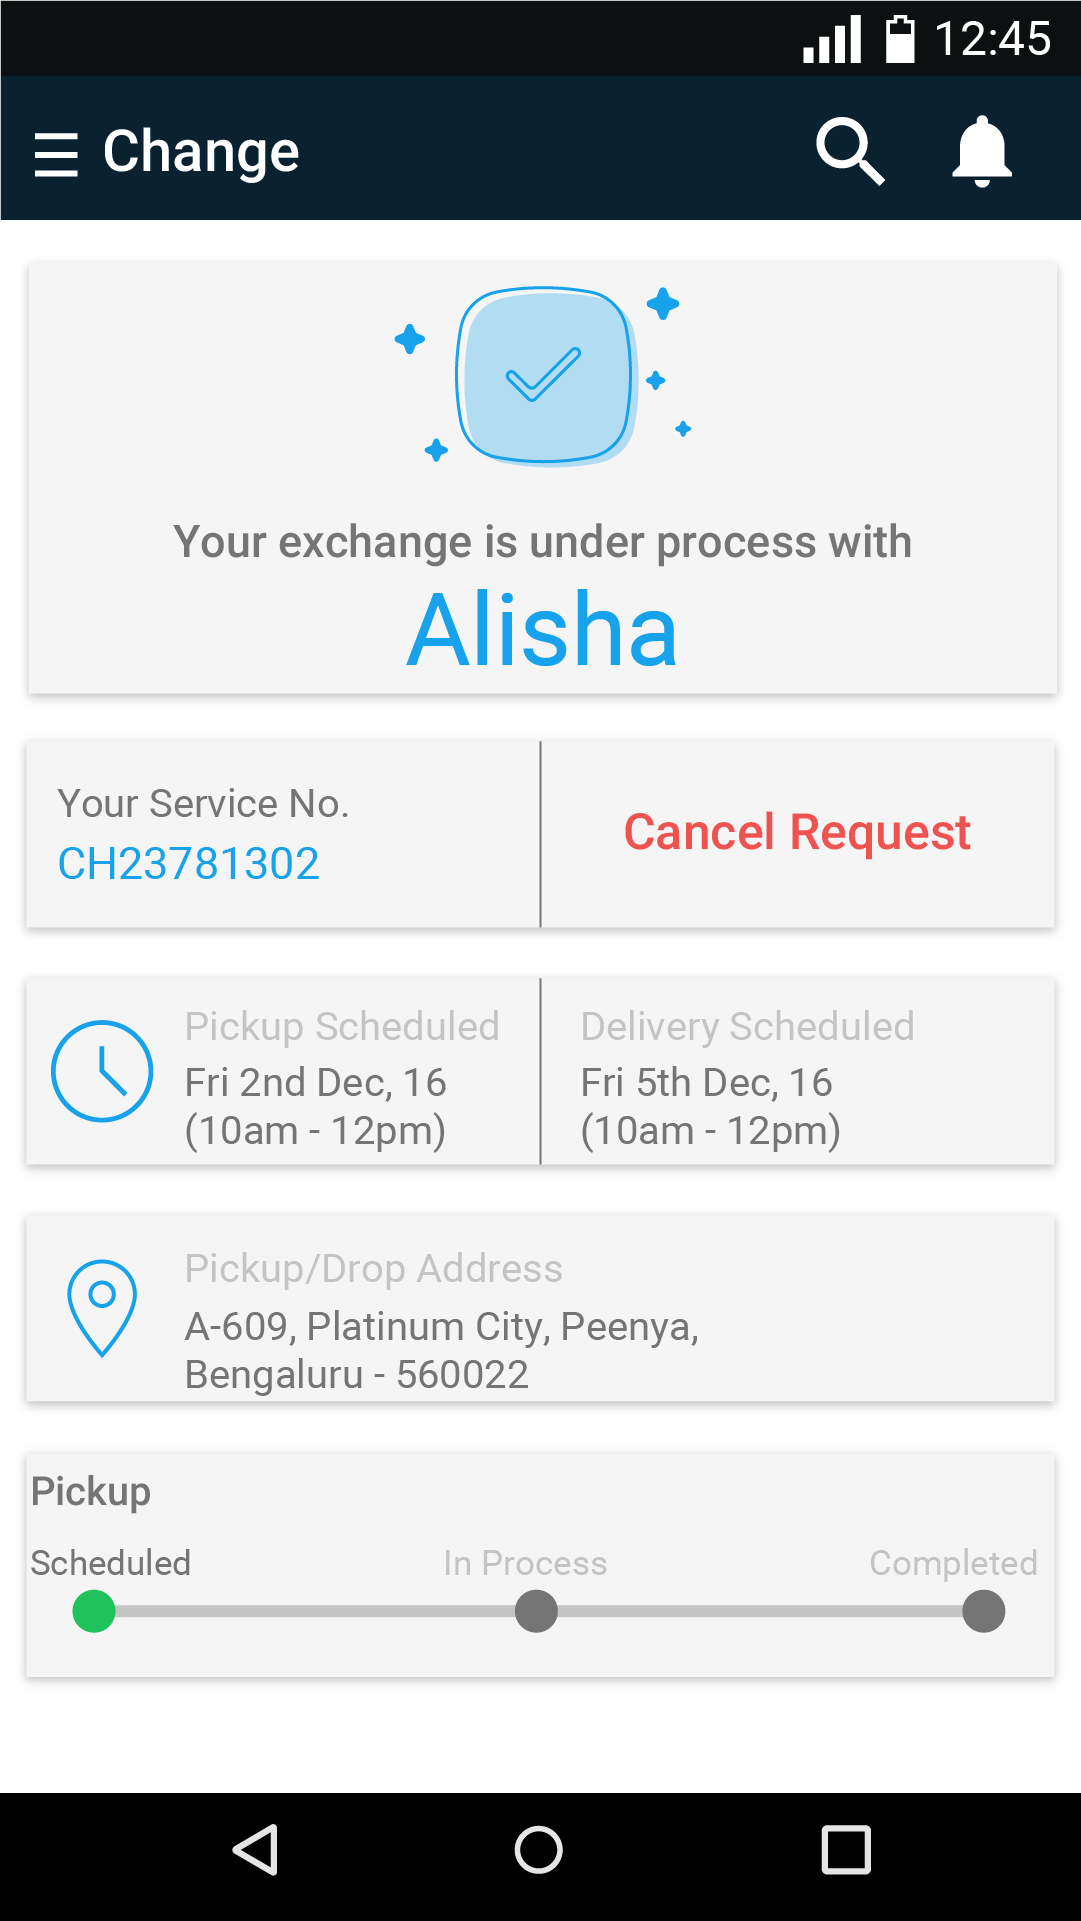 12:45
Change
Your exchange is under process with
Alisha
Your Service No.
CH23781302
Cancel Request
Pickup Scheduled
Fri 2nd Dec, 16
(10am - 12pm)
Delivery Scheduled
Fri 5th Dec, 16
(10am - 12pm)
Pickup/Drop Address
A-609, Platinum City, Peenya,
Bengaluru - 560022
Pickup
Scheduled
In Process
Completed